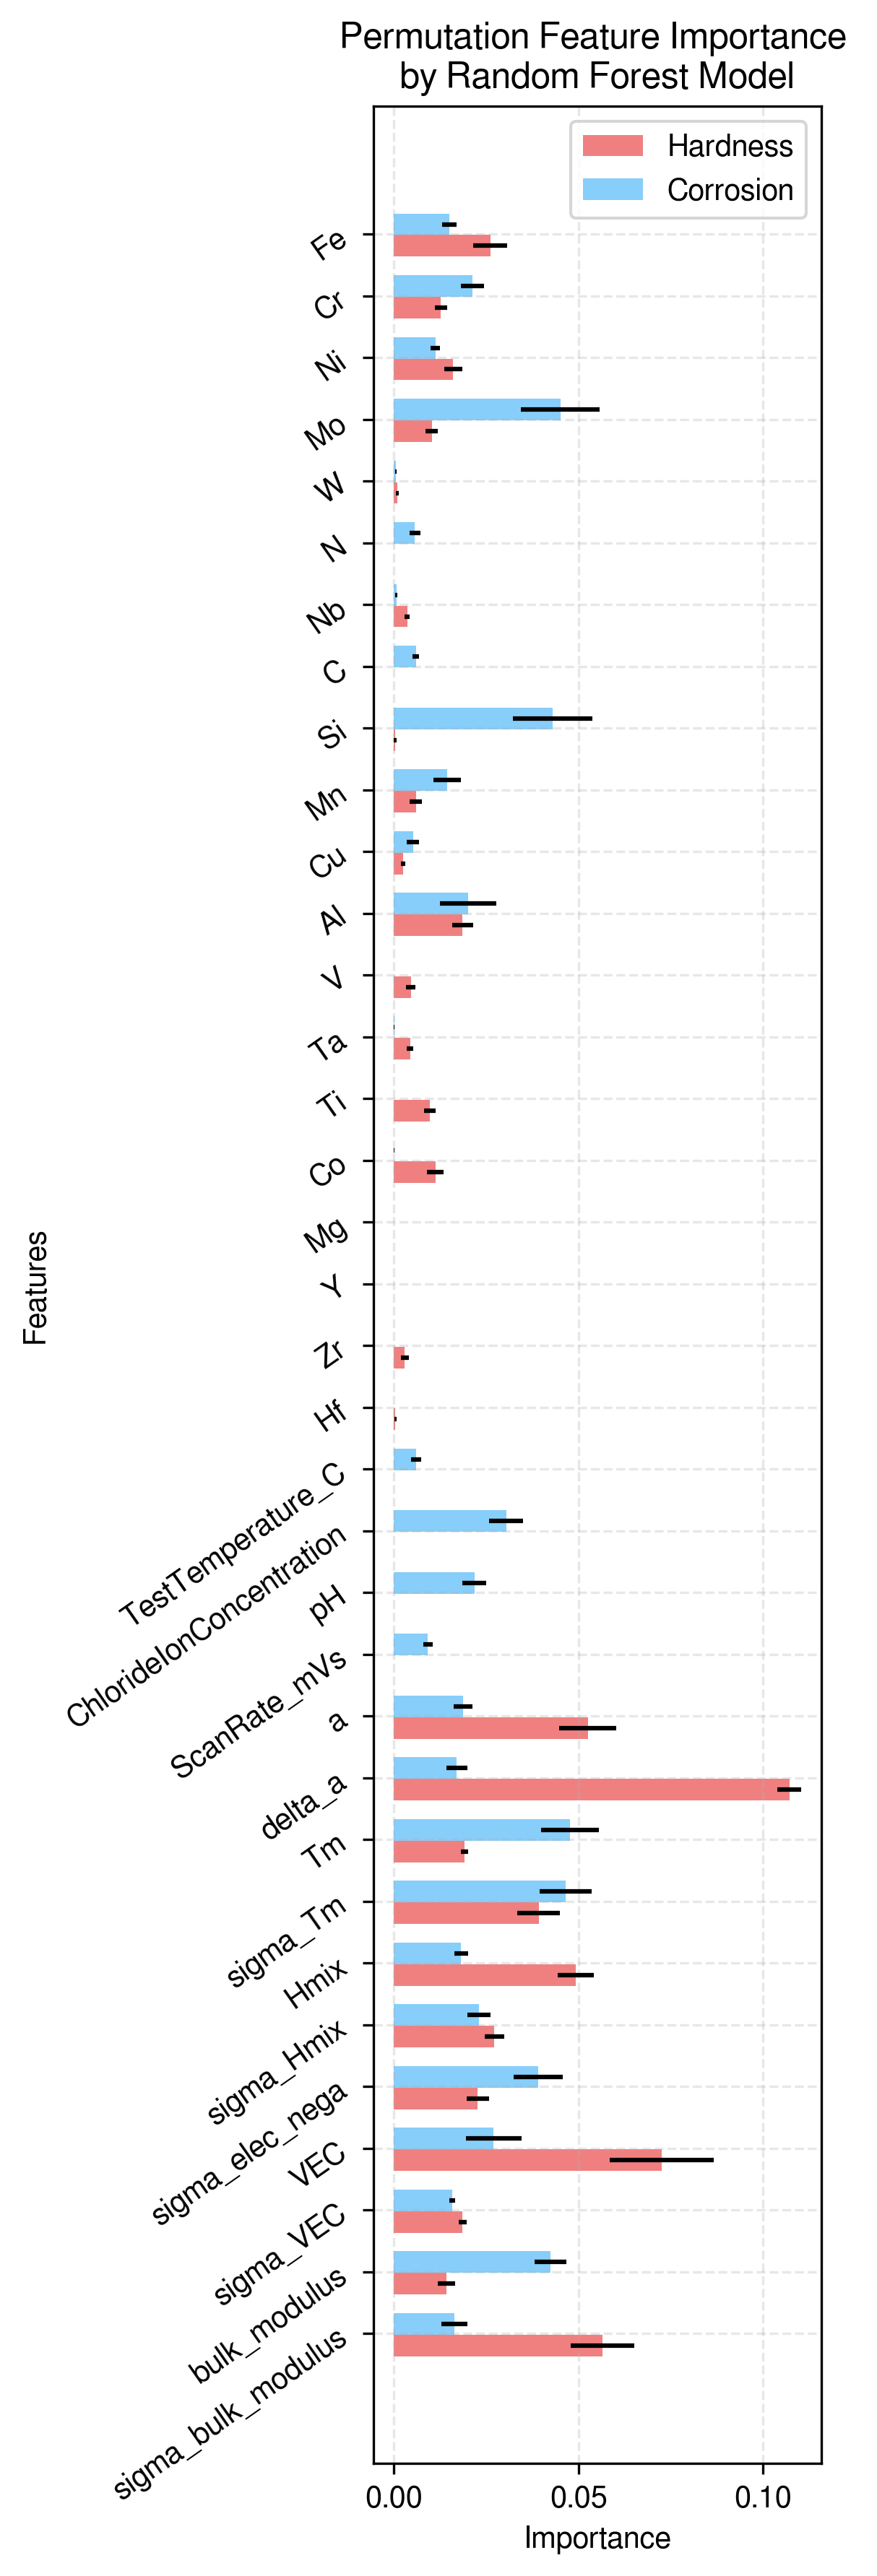 Permutation Feature Importance
by Random Forest Model
Hardness
Corrosion
Fe
Cr
Ni
Mo
W
N
Nb
C
Si
Mn
Cu
Al
V
Ta
Ti
Co
Mg
Y
Zr
Hf
TestTemperature_C
ChlorideIonConcentration
pH
ScanRate_mVs
a
delta_a
Tm
sigma_Tm
Hmix
sigma_Hmix
sigma_elec_nega
VEC
sigma_VEC
bulk_modulus
sigma_bulk_modulus
Features
0.00 0.05 0.10
Importance